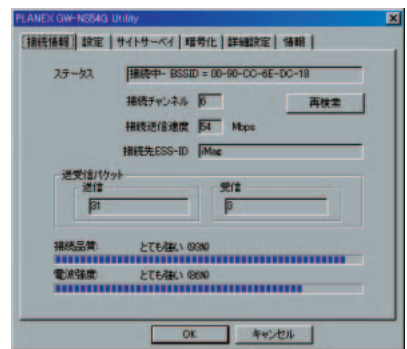 PLANEX GW-NS54G Utility
接続情報 設定 サイトサーベイ 暗号化 詳細設定 情報
ステータス 接続中- BSSID = 00-90-CC-6E-DC-18
接続チャンネル 6 再検索
接続送信速度 54 Mbps
接続先ESS-ID iMac
送受信パケット
送信 受信
31 3
接続品質: とても強い (93%)
電波強度: とても強い (86%)
OK キャンセル